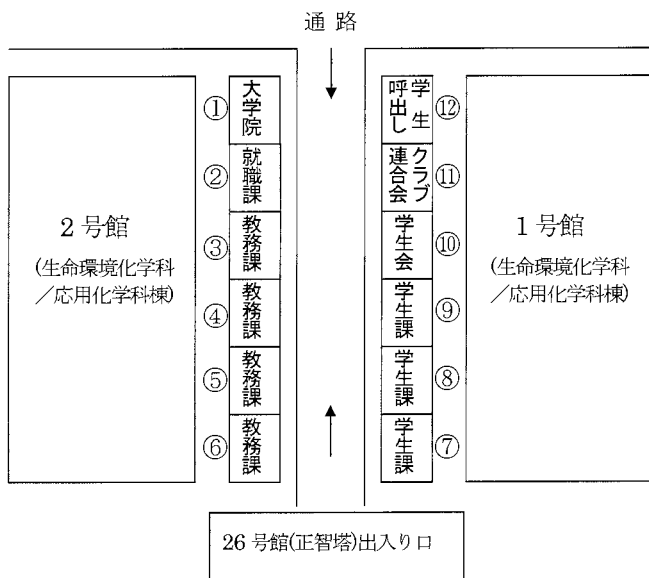 通路
2号館
(生命環境化学科
／応用化学科棟)
①
大学院
②
就職課
③
教務課
④
教務課
⑤
教務課
⑥
教務課
学生
呼出し
⑫
クラブ
連合会
⑪
学生会
⑩
学生課
⑨
学生課
⑧
学生課
⑦
1号館
(生命環境化学科
／応用化学科棟)
26号館(正智塔)出入り口